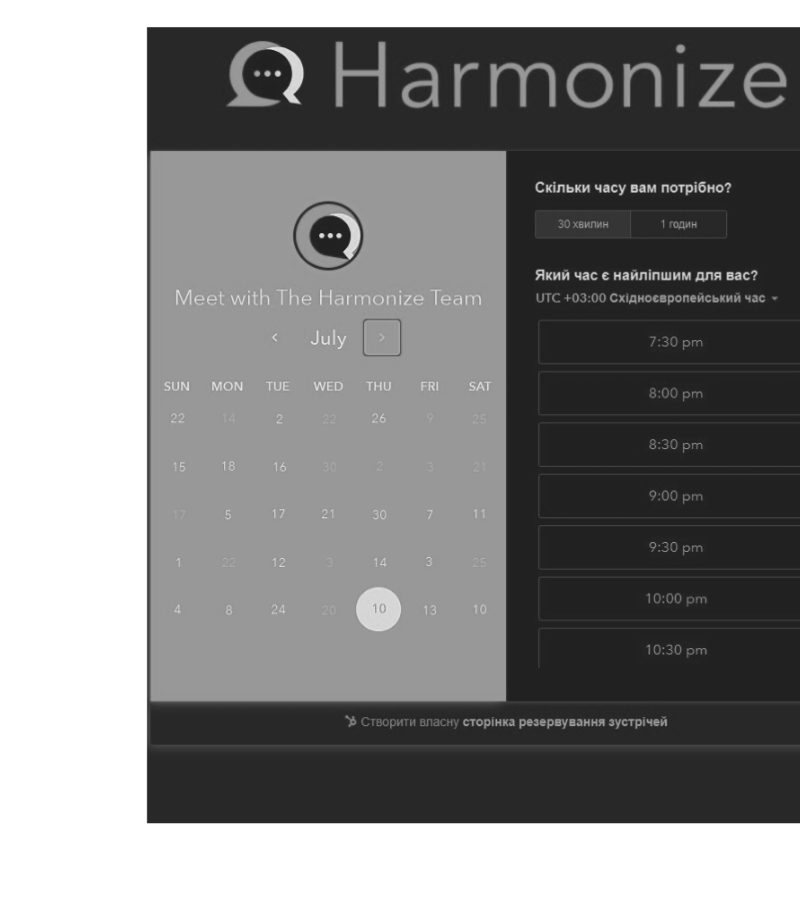 Harmonize
Meet with The Harmonize Team
July
SUN MON TUE WED THU FRI SAT
22 14 2 22 26 9 25
15 18 16 30 2 3 21
17 5 17 21 30 7 11
1 22 12 3 14 3 25
4 8 24 20 10 13 10
Скільки часу вам потрібно?
30 хвилин 1 годин
Який час є найліпшим для вас?
UTC +03:00 Східноєвропейський час
7:30 pm
8:00 pm
8:30 pm
9:00 pm
9:30 pm
10:00 pm
10:30 pm
Створити власну сторінка резервування зустрічей